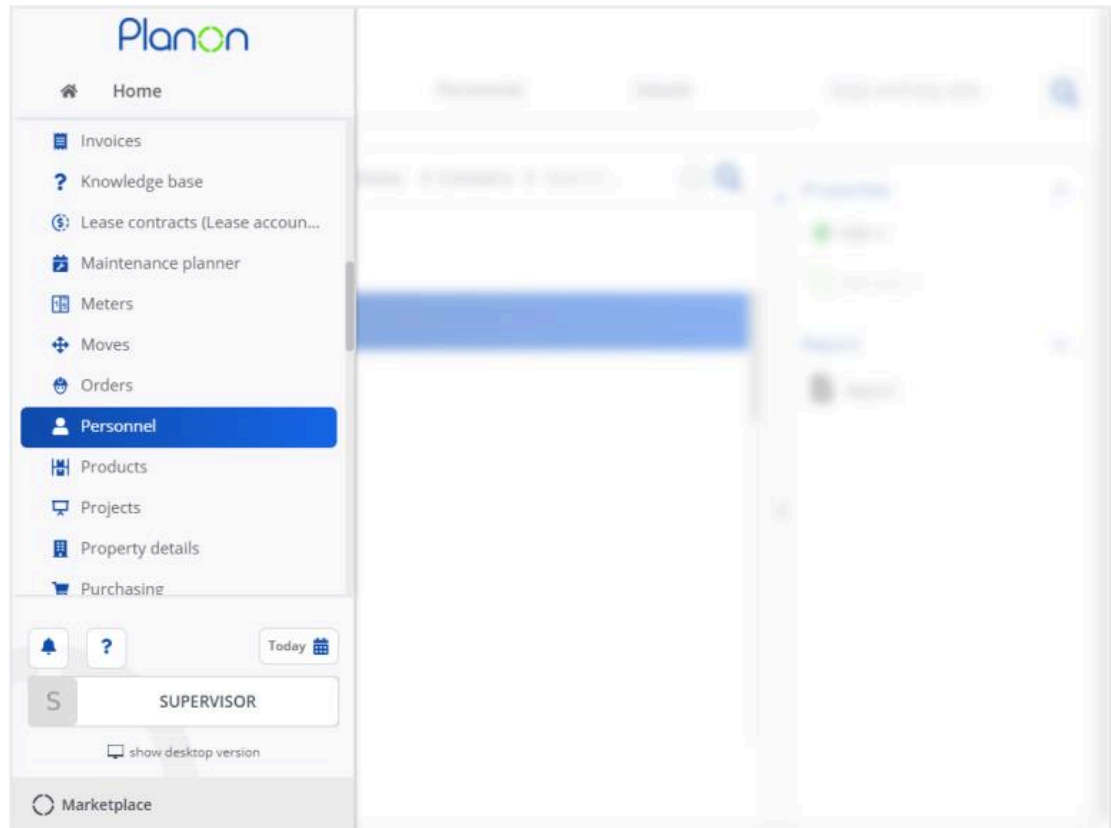 Planon
Home
Invoices
? Knowledge base
Lease contracts (Lease accoun...
Maintenance planner
Meters
Moves
Orders
Personnel
Products
Projects
Property details
Purchasing
? Today
S SUPERVISOR
show desktop version
Marketplace